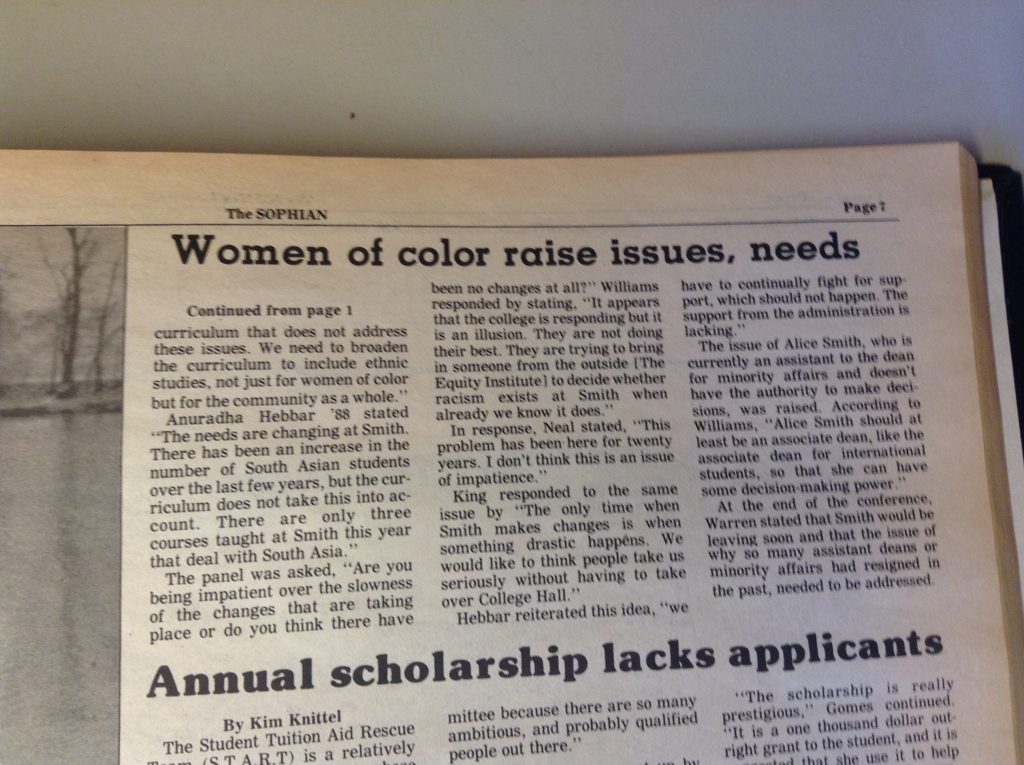 The SOPHIAN
Page 7
Women of color raise issues, needs
Continued from page 1
curriculum that does not address
these issues. We need to broaden
the curriculum to include ethnic
studies, not just for women of color
but for the community as a whole."
Anuradha Hebbar '88 stated
"The needs are changing at Smith.
There has been an increase in the
number of South Asian students
over the last few years, but the cur-
riculum does not take this into ac-
count. There are only three
courses taught at Smith this year
that deal with South Asia."
The panel was asked, "Are you
being impatient over the slowness
of the changes that are taking
place or do you think there have
been no changes at all?" Williams
responded by stating, "It appears
that the college is responding but it
is an illusion. They are not doing
their best. They are trying to bring
in someone from the outside [The
Equity Institute] to decide whether
racism exists at Smith when
already we know it does."
In response, Neal stated, "This
problem has been here for twenty
years. I don't think this is an issue
of impatience."
King responded to the same
issue by "The only time when
Smith makes changes is when
something drastic happens. We
would like to think people take us
seriously without having to take
over College Hall."
Hebbar reiterated this idea, "we
have to continually fight for sup-
port, which should not happen. The
support from the administration is
lacking."
The issue of Alice Smith, who is
currently an assistant to the dean
for minority affairs and doesn't
have the authority to make deci-
sions, was raised. According to
Williams, "Alice Smith should at
least be an associate dean, like the
associate dean for international
students, so that she can have
some decision-making power."
At the end of the conference,
Warren stated that Smith would be
leaving soon and that the issue of
why so many assistant deans or
minority affairs had resigned in
the past, needed to be addressed.
Annual scholarship lacks applicants
By Kim Knittel
The Student Tuition Aid Rescue
Team (S.T.A.R.T) is a relatively
mittee because there are so many
ambitious, and probably qualified
people out there."
"The scholarship is really
prestigious," Gomes continued.
"It is a one thousand dollar out-
right grant to the student, and it is
that she use it to help